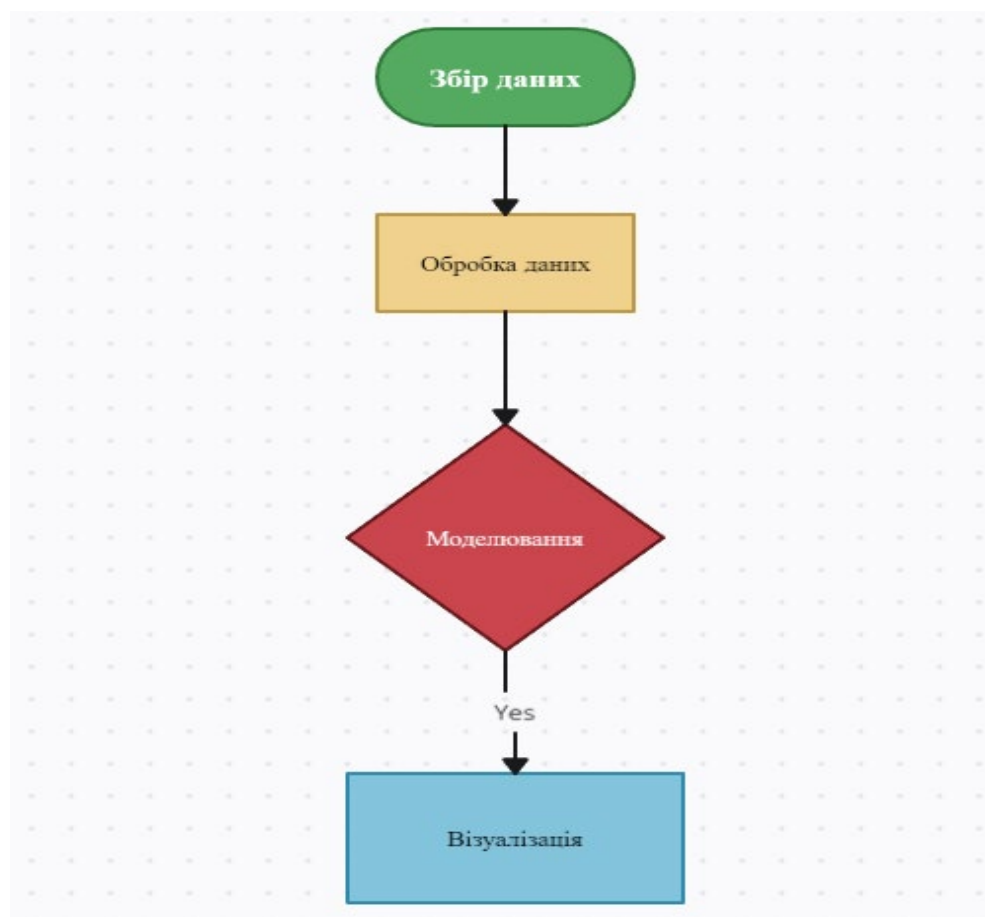 Збір даних
Обробка даних
Моделювання
Yes
Візуалізація